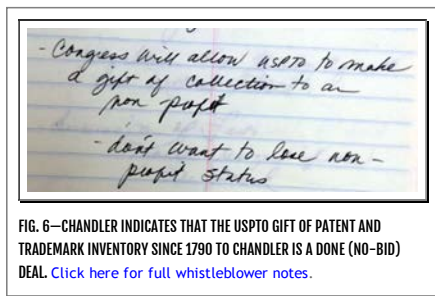 - Congress will allow USPTO to make
a gift of collection to an
non profit
- don't want to lose non-
profit status
FIG. 6—CHANDLER INDICATES THAT THE USPTO GIFT OF PATENT AND
TRADEMARK INVENTORY SINCE 1790 TO CHANDLER IS A DONE (NO-BID)
DEAL. Click here for full whistleblower notes.